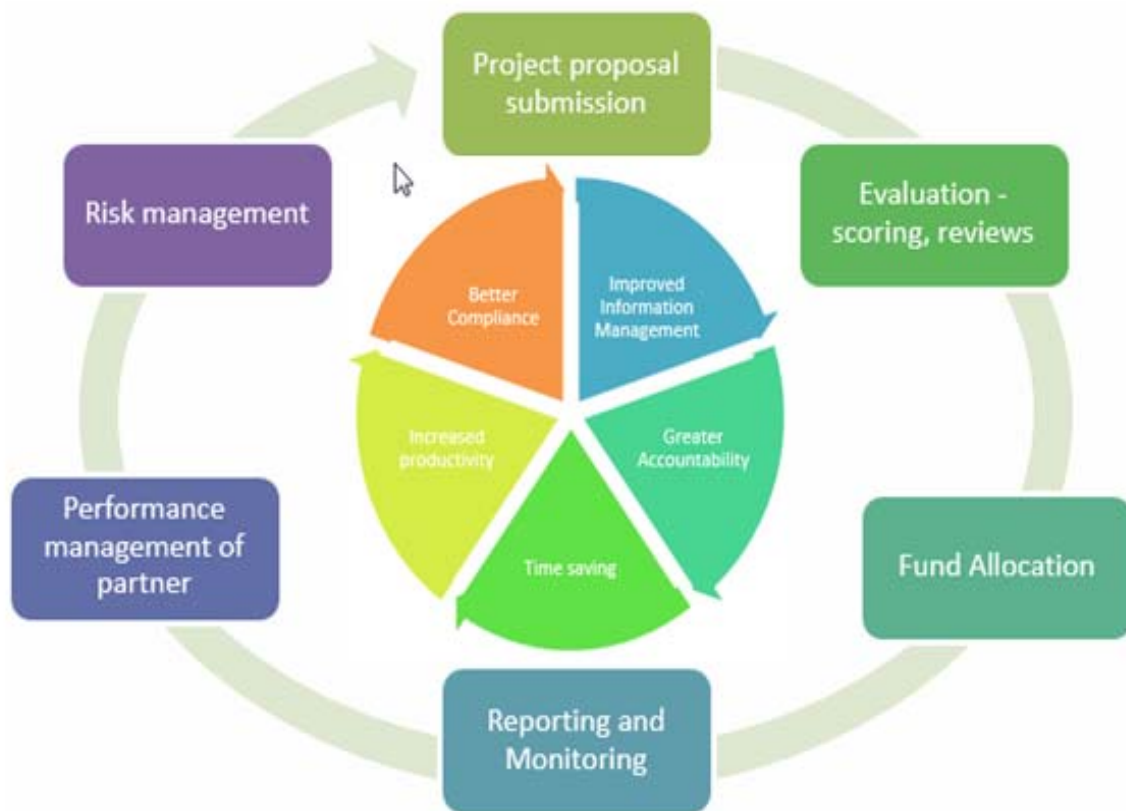 Project proposal
submission
Evaluation -
scoring, reviews
Fund Allocation
Reporting and
Monitoring
Performance
management of
partner
Risk management
Improved
Information
Management
Greater
Accountability
Time saving
Increased
productivity
Better
Compliance